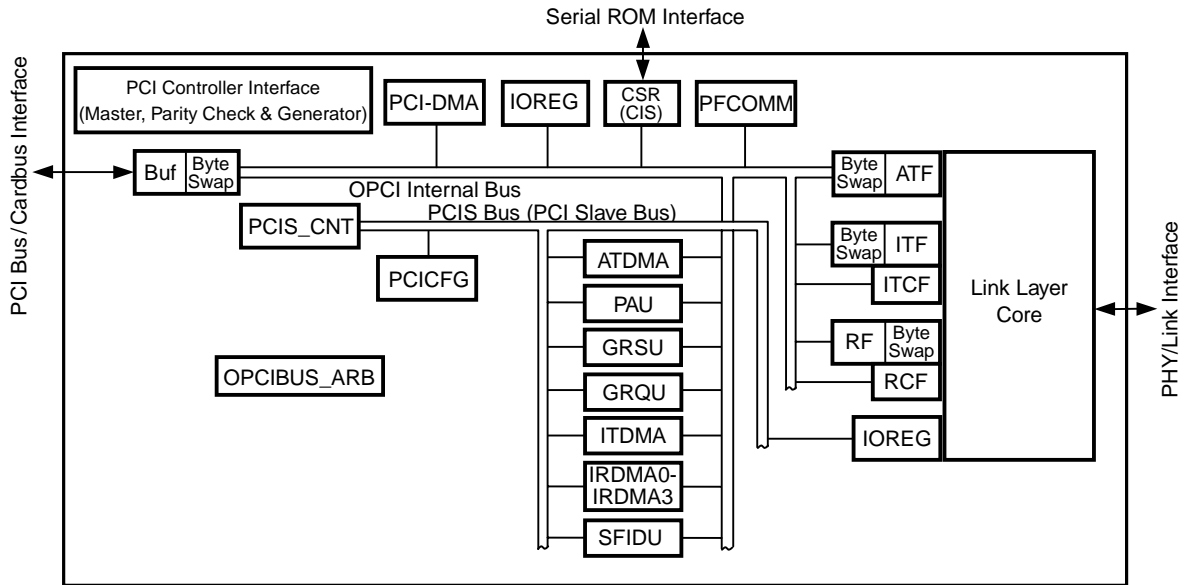 Serial ROM Interface
PCI Bus / Cardbus Interface
PCI Controller Interface
(Master, Parity Check & Generator)
PCI-DMA
IOREG
CSR
(CIS)
PFCOMM
Buf
Byte
Swap
OPCI Internal Bus
PCIS Bus (PCI Slave Bus)
PCIS_CNT
PCICFG
OPCIBUS_ARB
ATDMA
PAU
GRSU
GRQU
ITDMA
IRDMA0-
IRDMA3
SFIDU
Byte
Swap
ATF
Byte
Swap
ITF
ITCF
RF
Byte
Swap
RCF
IOREG
Link Layer
Core
PHY/Link Interface